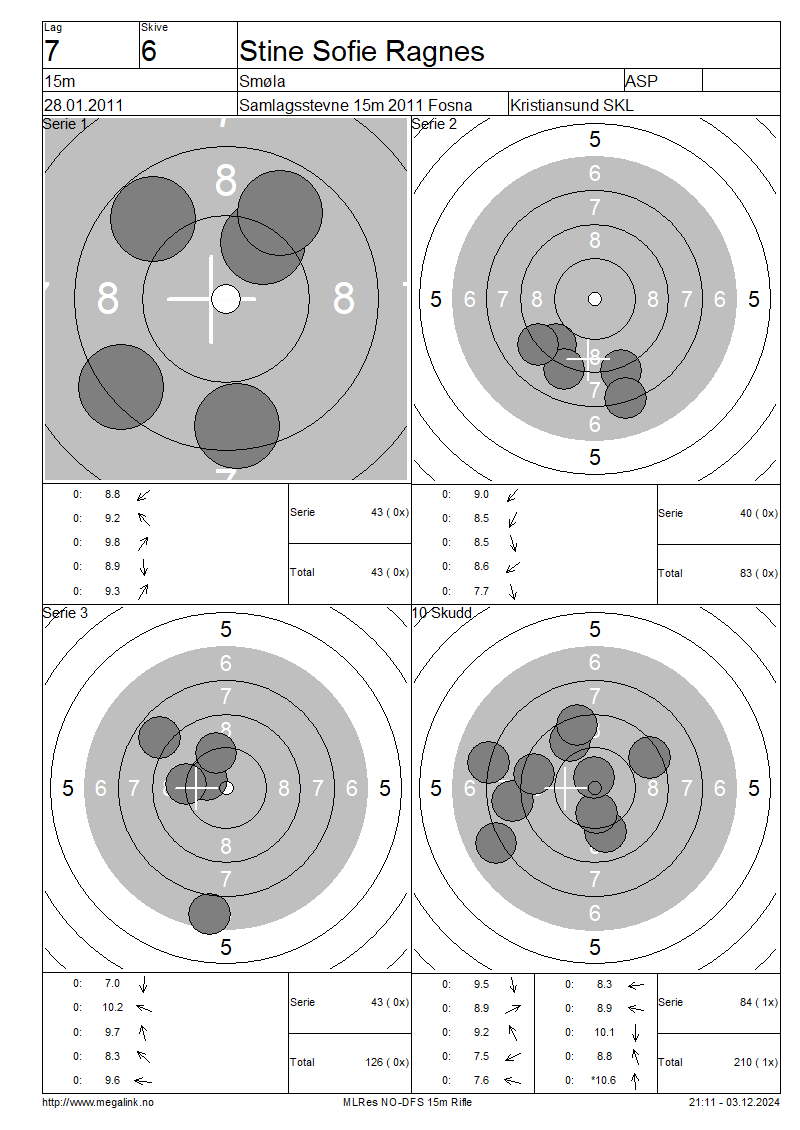 Lag Skive
7 6 Stine Sofie Ragnes
15m Smøla ASP
28.01.2011 Samlagsstevne 15m 2011 Fosna Kristiansund SKL
Serie 1
7
8
8 8
7
0: 8.8
0: 9.2
0: 9.8
0: 8.9
0: 9.3
Serie 43 ( 0x)
Total 43 ( 0x)
Serie 2
5
6
7
8
5 6 7 8 8 7 6 5
8
7
6
5
0: 9.0
0: 8.5
0: 8.5
0: 8.6
0: 7.7
Serie 40 ( 0x)
Total 83 ( 0x)
Serie 3
5
6
7
8
5 6 7 8 8 7 6 5
8
7
5
0: 7.0
0: 10.2
0: 9.7
0: 8.3
0: 9.6
Serie 43 ( 0x)
Total 126 ( 0x)
10 Skudd
5
6
7
5 6 8 7 6 5
8
7
6
5
0: 9.5
0: 8.9
0: 9.2
0: 7.5
0: 7.6
0: 8.3
0: 8.9
0: 10.1
0: 8.8
0: *10.6
Serie 84 ( 1x)
Total 210 ( 1x)
http://www.megalink.no MLRes NO-DFS 15m Rifle 21:11 - 03.12.2024